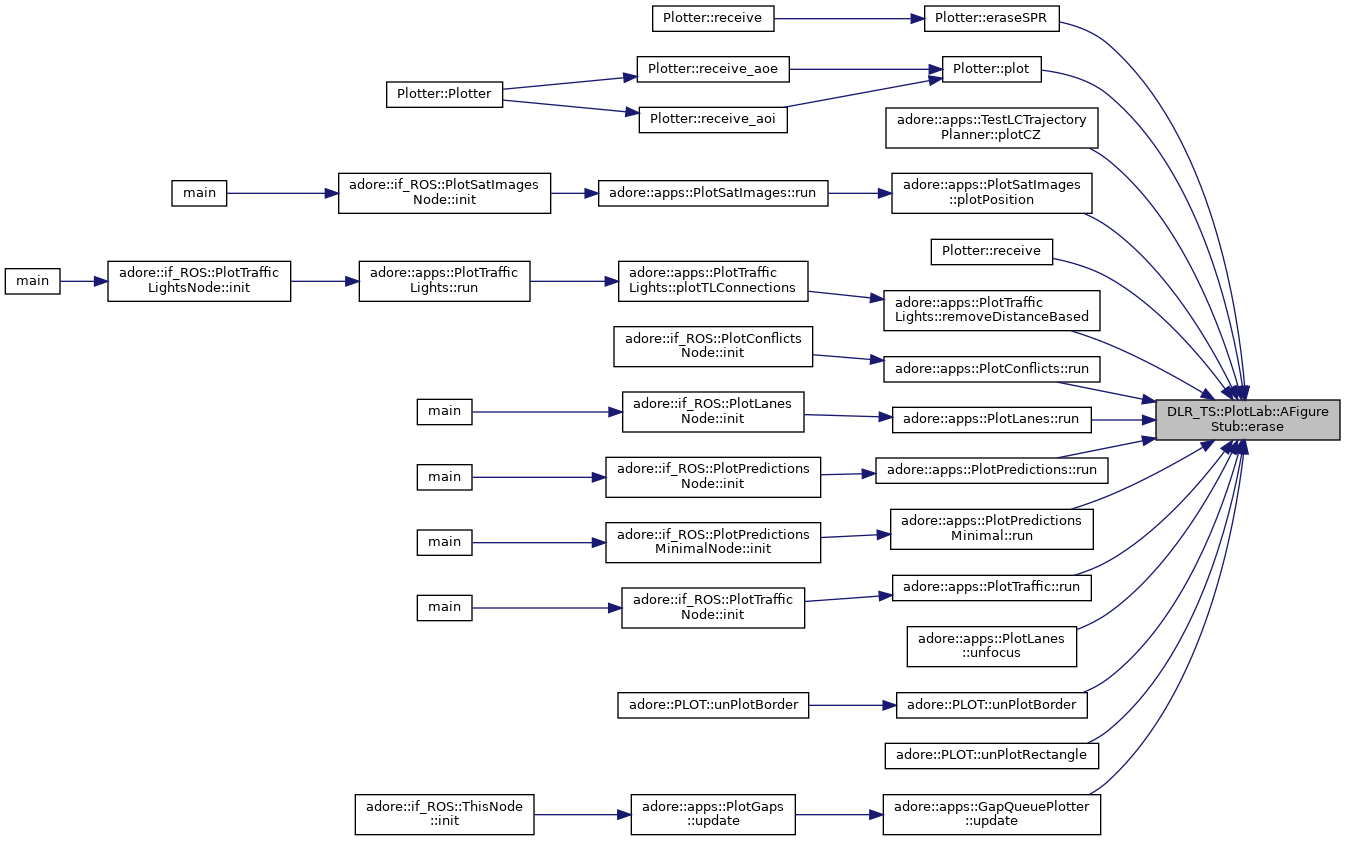 Plotter::receive
Plotter::eraseSPR
Plotter::receive_aoe
Plotter::plot
Plotter::Plotter
Plotter::receive_aoi
adore::apps::TestLCTrajectory
Planner::plotCZ
main
adore::if_ROS::PlotSatImages
Node::init
adore::apps::PlotSatImages::run
adore::apps::PlotSatImages
::plotPosition
Plotter::receive
main
adore::if_ROS::PlotTraffic
LightsNode::init
adore::apps::PlotTraffic
Lights::run
adore::apps::PlotTraffic
Lights::plotTLConnections
adore::apps::PlotTraffic
Lights::removeDistanceBased
adore::if_ROS::PlotConflicts
Node::init
adore::apps::PlotConflicts::run
main
adore::if_ROS::PlotLanes
Node::init
adore::apps::PlotLanes::run
DLR_TS::PlotLab::AFigure
Stub::erase
main
adore::if_ROS::PlotPredictions
Node::init
adore::apps::PlotPredictions::run
main
adore::if_ROS::PlotPredictions
MinimalNode::init
adore::apps::PlotPredictions
Minimal::run
main
adore::if_ROS::PlotTraffic
Node::init
adore::apps::PlotTraffic::run
adore::apps::PlotLanes
::unfocus
adore::PLOT::unPlotBorder
adore::PLOT::unPlotBorder
adore::PLOT::unPlotRectangle
adore::if_ROS::ThisNode
::init
adore::apps::PlotGaps
::update
adore::apps::GapQueuePlotter
::update